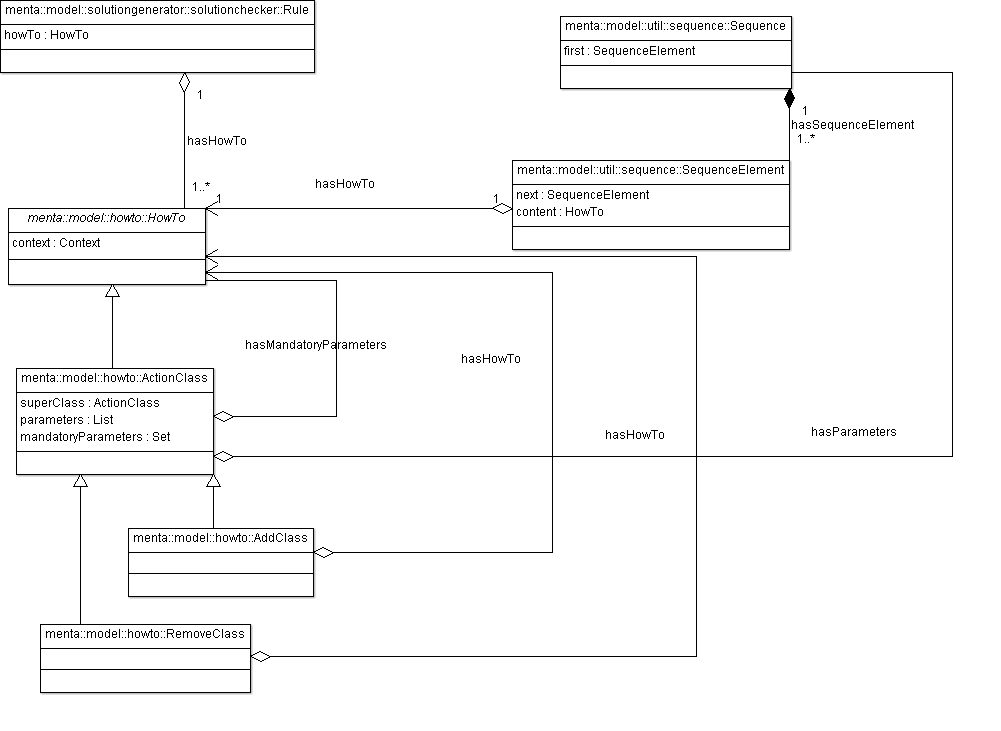 menta::model::solutiongenerator::solutionchecker::Rule
howTo : HowTo
menta::model::util::sequence::Sequence
first : SequenceElement
1
hasHowTo
1..*
1
hasSequenceElement
1..*
menta::model::util::sequence::SequenceElement
next : SequenceElement
content : HowTo
1
hasHowTo
1
menta::model::howto::HowTo
context : Context
hasMandatoryParameters
hasHowTo
menta::model::howto::ActionClass
superClass : ActionClass
parameters : List
mandatoryParameters : Set
hasHowTo
hasParameters
menta::model::howto::AddClass
menta::model::howto::RemoveClass